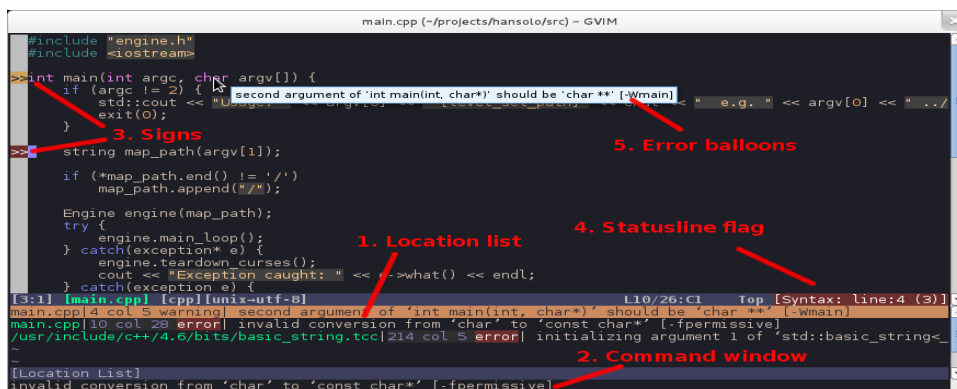 main.cpp (~/projects/hansolo/src) – GVIM
#include "engine.h"
#include <iostream>
>>int main(int argc, char argv[]) {
if (argc != 2) {
second argument of 'int main(int, char*)' should be 'char **' [-Wmain]
std::cout << "Usage: << argv[0] << << " e.g. " << argv[0] << " ../
exit(0);
}
3. Signs
5. Error balloons
>> string map_path(argv[1]);
if (*map_path.end() != '/')
map_path.append("/");
Engine engine(map_path);
try {
4. Statusline flag
engine.main_loop();
1. Location list
} catch(exception* e) {
engine.teardown_curses();
cout << "Exception caught: " << e->what() << endl;
} catch(exception e) {
[3:1] [main.cpp] [cpp][unix→utf-8] L10/26:C1 Top [Syntax: line:4 (3)]
main.cpp|4 col 5 warning| second argument of ‘int main(int, char*)’ should be ‘char **’ [-Wmain]
main.cpp|10 col 28 error| invalid conversion from ‘char’ to ‘const char*’ [-fpermissive]
/usr/include/c++/4.6/bits/basic_string.tcc|214 col 5 error| initializing argument 1 of ‘std::basic_string<_
~
~
2. Command window
[Location List]
invalid conversion from ‘char’ to ‘const char*’ [-fpermissive]